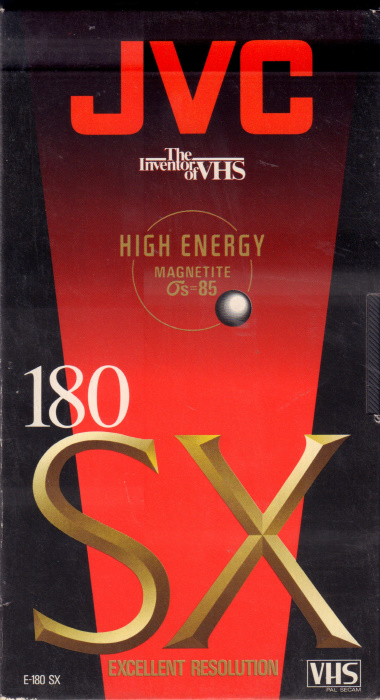 JVC
The
Inventor
of VHS
HIGH ENERGY
MAGNETITE
σs=85
180
SX
EXCELLENT RESOLUTION
E-180 SX
VHS
PAL SECAM